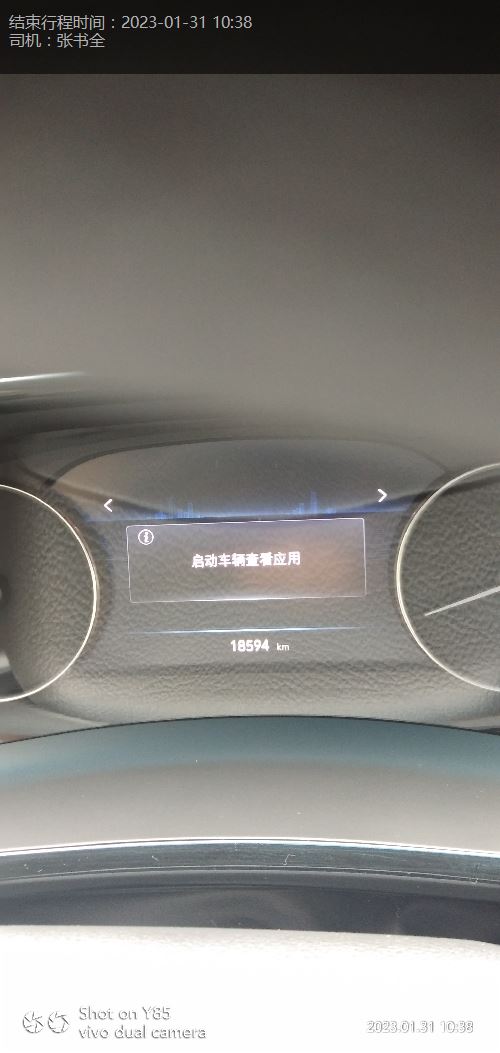 结束行程时间：2023-01-31 10:38
司机：张书全
启动车辆查看应用
18594 km
Shot on Y85
vivo dual camera
2023.01.31 10:38